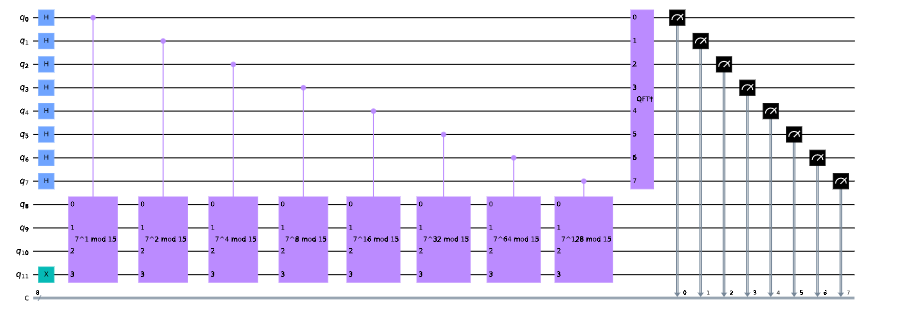 q0 H 0
q1 H 1
q2 H 2
q3 H 3
QFT†
q4 H 4
q5 H 5
q6 H 6
q7 H 7
q8 0 0 0 0 0 0 0 0
q9 1 1 1 1 1 1 1 1
7^1 mod 15 7^2 mod 15 7^4 mod 15 7^8 mod 15 7^16 mod 15 7^32 mod 15 7^64 mod 15 7^128 mod 15
q10 2 2 2 2 2 2 2 2
q11 X 3 3 3 3 3 3 3 3
8 0 1 2 3 4 5 6 7
c